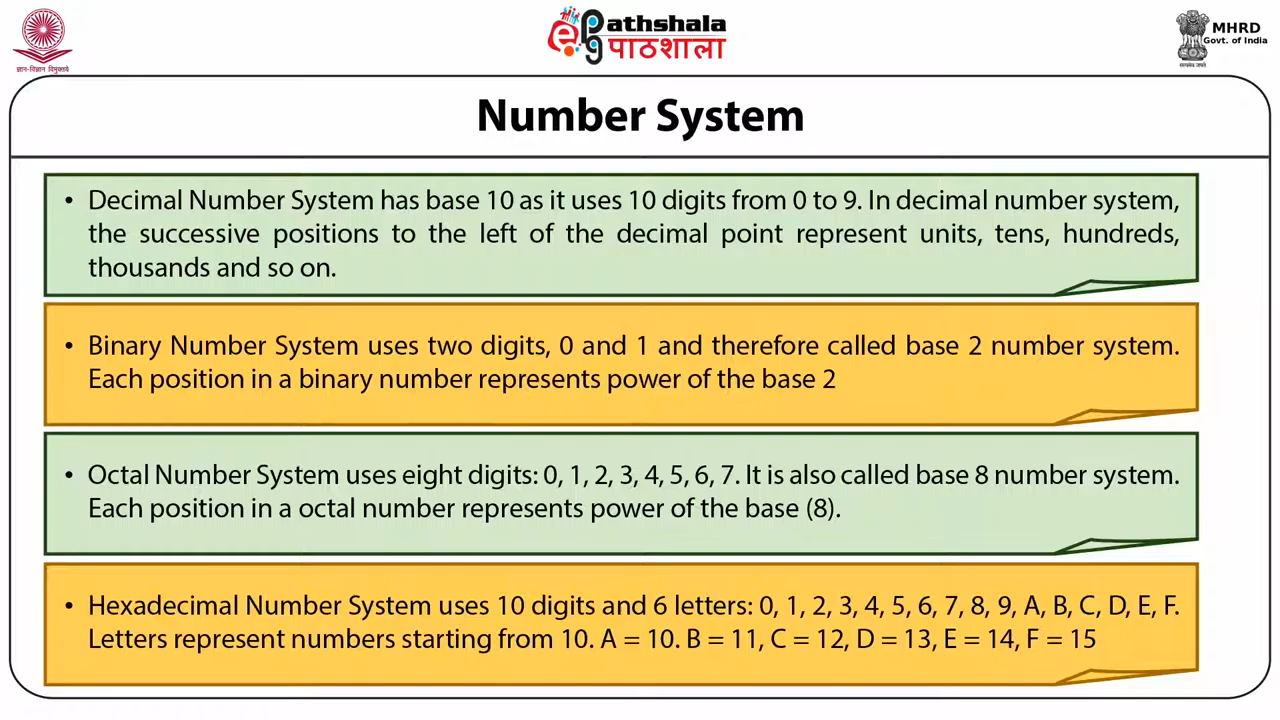 ज्ञान-विज्ञान विमुक्तये
ePG Pathshala
पाठशाला
MHRD
Govt. of India
सत्यमेव जयते
Number System
• Decimal Number System has base 10 as it uses 10 digits from 0 to 9. In decimal number system,
the successive positions to the left of the decimal point represent units, tens, hundreds,
thousands and so on.
• Binary Number System uses two digits, 0 and 1 and therefore called base 2 number system.
Each position in a binary number represents power of the base 2
• Octal Number System uses eight digits: 0, 1, 2, 3, 4, 5, 6, 7. It is also called base 8 number system.
Each position in a octal number represents power of the base (8).
• Hexadecimal Number System uses 10 digits and 6 letters: 0, 1, 2, 3, 4, 5, 6, 7, 8, 9, A, B, C, D, E, F.
Letters represent numbers starting from 10. A = 10. B = 11, C = 12, D = 13, E = 14, F = 15